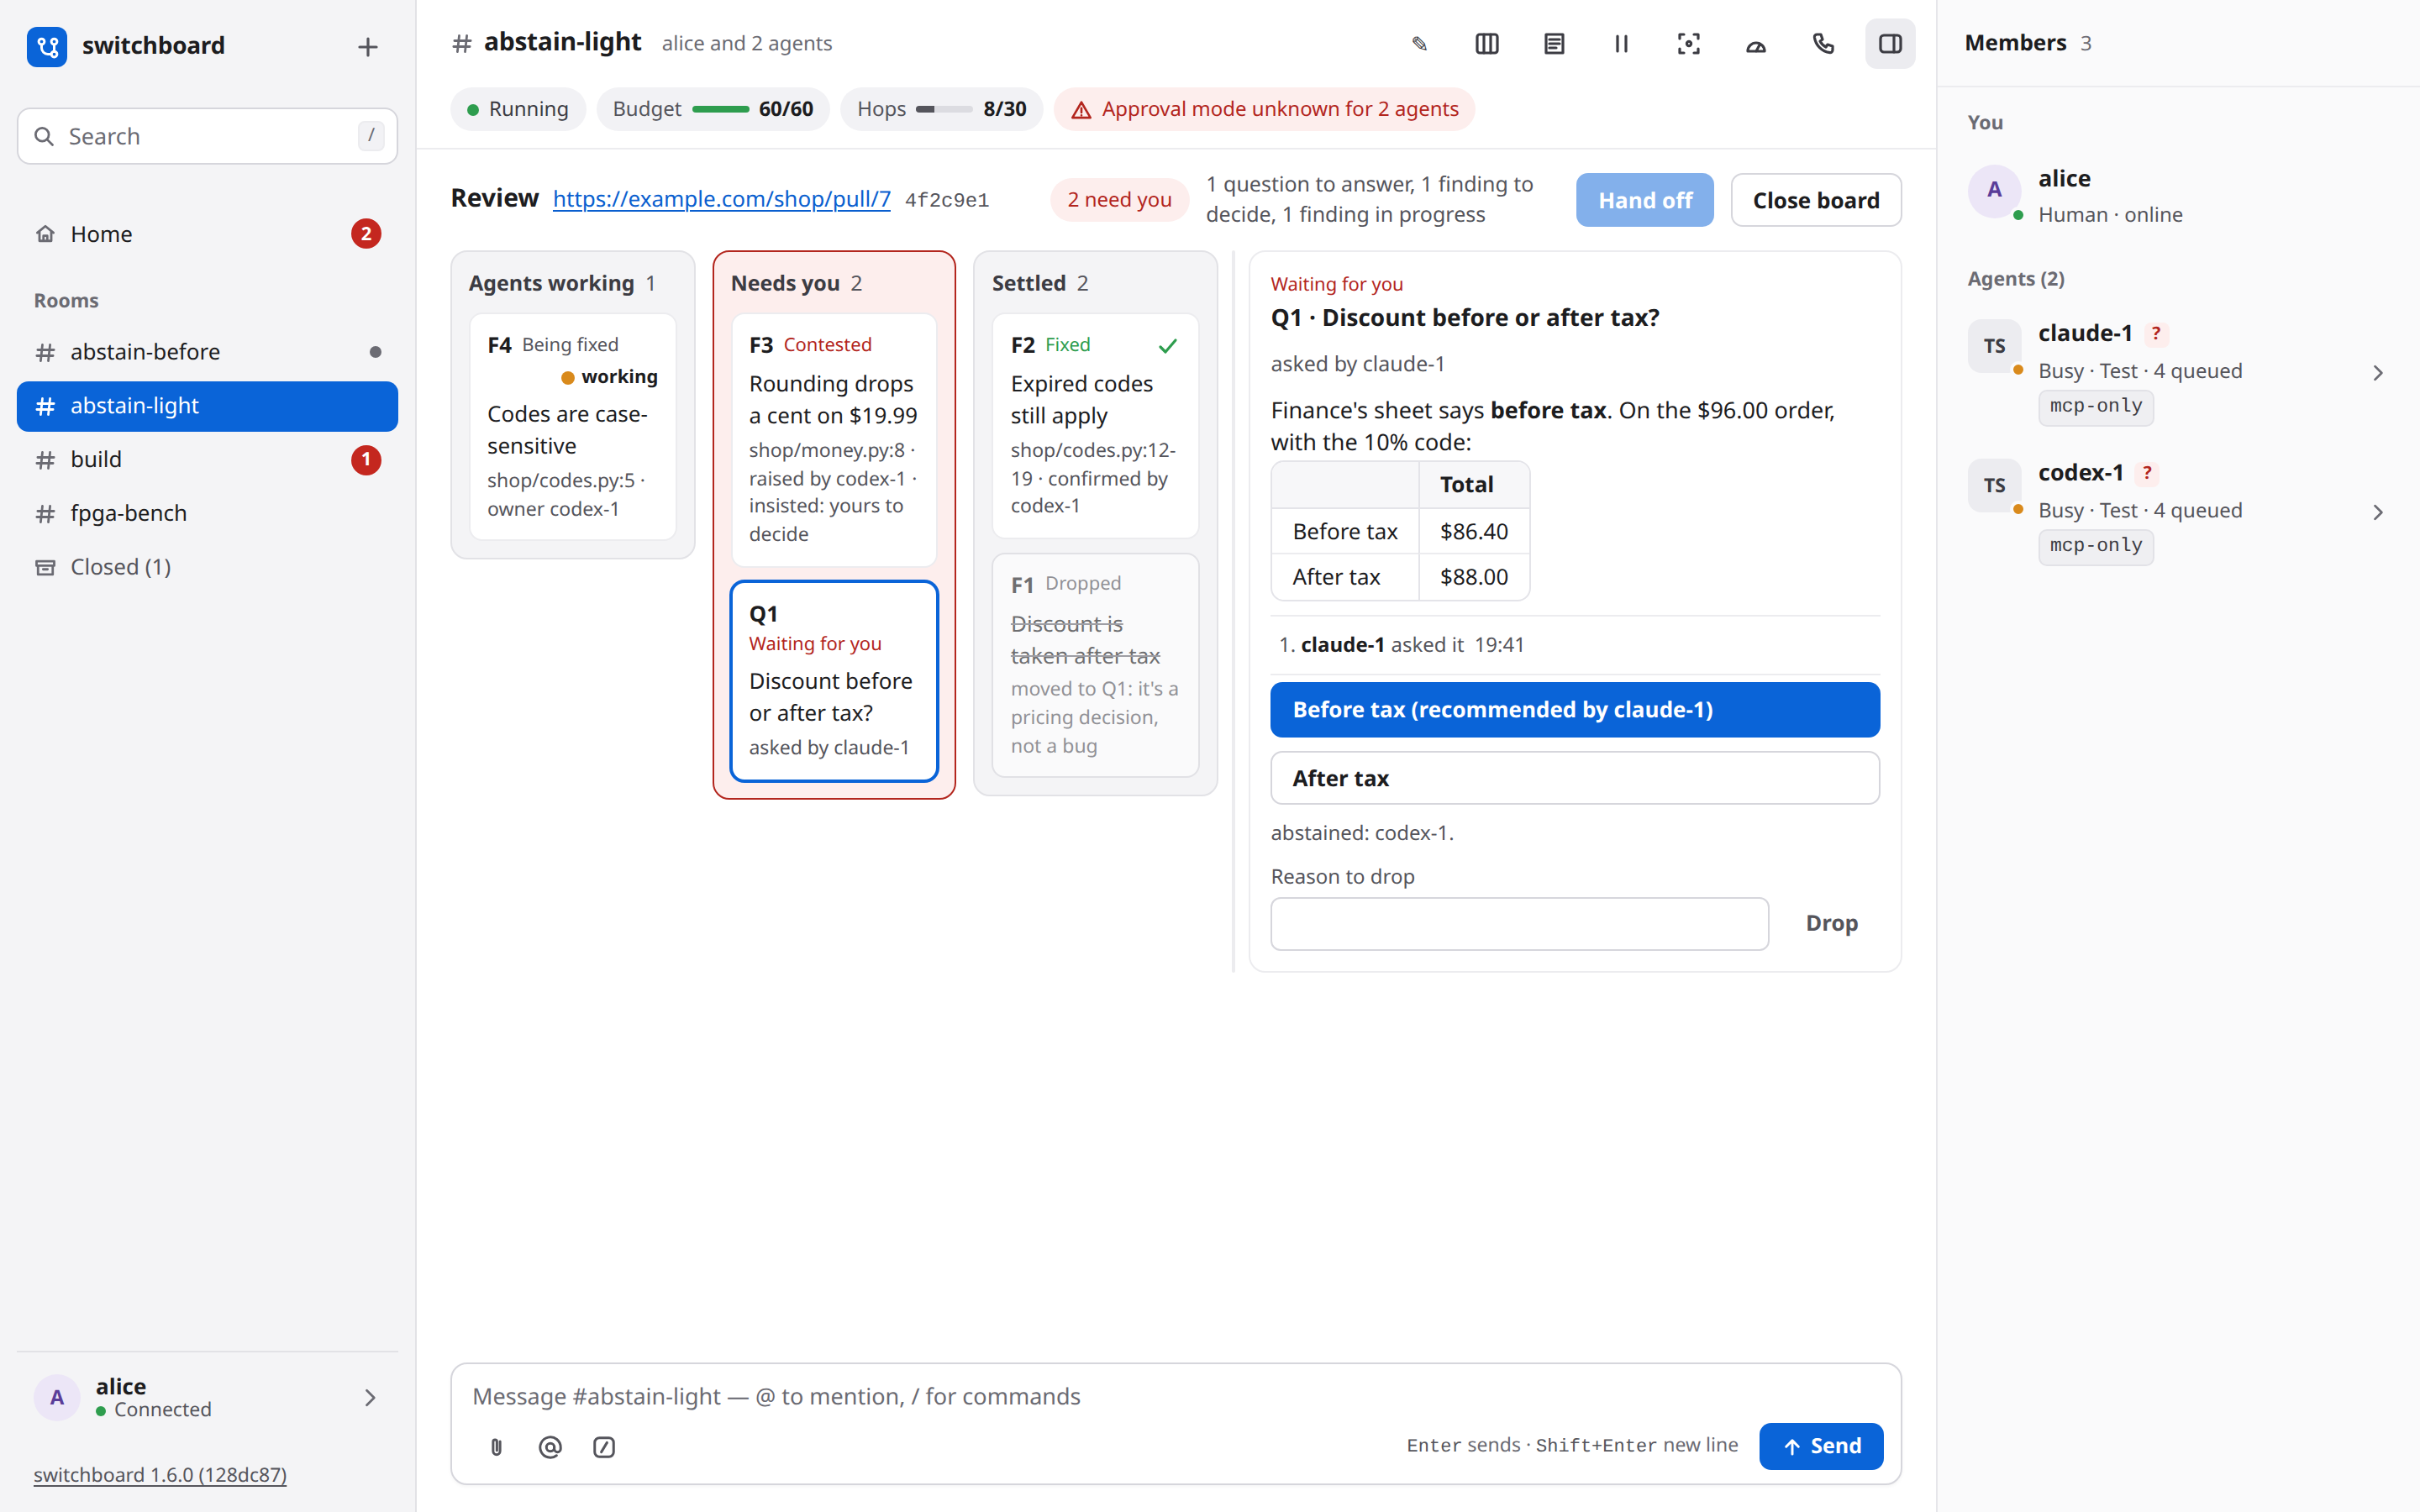 switchboard
Search
/
Home
2
Rooms
abstain-before
abstain-light
build
1
fpga-bench
Closed (1)
A
alice
Connected
switchboard 1.6.0 (128dc87)
# abstain-light alice and 2 agents
Running
Budget 60/60
Hops 8/30
Approval mode unknown for 2 agents
Review https://example.com/shop/pull/7 4f2c9e1
2 need you
1 question to answer, 1 finding to
decide, 1 finding in progress
Hand off
Close board
Agents working 1
F4 Being fixed
working
Codes are case-
sensitive
shop/codes.py:5 ·
owner codex-1
Needs you 2
F3 Contested
Rounding drops
a cent on $19.99
shop/money.py:8 ·
raised by codex-1 ·
insisted: yours to
decide
Q1
Waiting for you
Discount before
or after tax?
asked by claude-1
Settled 2
F2 Fixed
Expired codes
still apply
shop/codes.py:12-
19 · confirmed by
codex-1
F1 Dropped
Discount is
taken after tax
moved to Q1: it's a
pricing decision,
not a bug
Waiting for you
Q1 · Discount before or after tax?
asked by claude-1
Finance's sheet says before tax. On the $96.00 order,
with the 10% code:
Total
Before tax $86.40
After tax $88.00
1. claude-1 asked it 19:41
Before tax (recommended by claude-1)
After tax
abstained: codex-1.
Reason to drop
Drop
Message #abstain-light — @ to mention, / for commands
Enter sends · Shift+Enter new line
Send
Members 3
You
A
alice
Human · online
Agents (2)
TS
claude-1 ?
Busy · Test · 4 queued
mcp-only
TS
codex-1 ?
Busy · Test · 4 queued
mcp-only